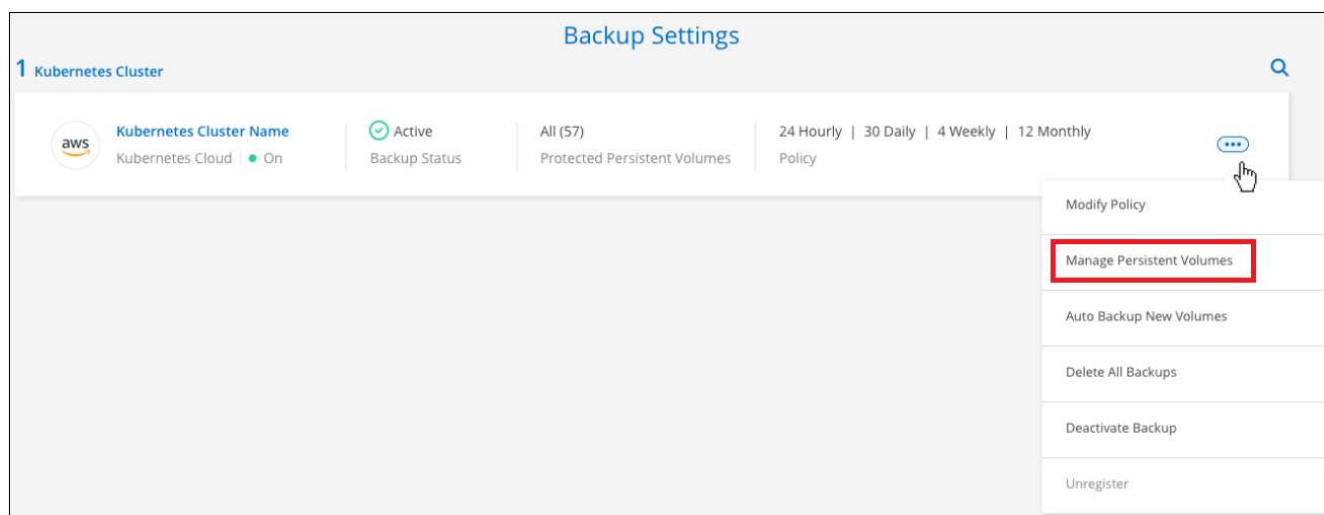 Backup Settings
1 Kubernetes Cluster
aws
Kubernetes Cluster Name
Kubernetes Cloud | On
Active
Backup Status
All (57)
Protected Persistent Volumes
24 Hourly | 30 Daily | 4 Weekly | 12 Monthly
Policy
Modify Policy
Manage Persistent Volumes
Auto Backup New Volumes
Delete All Backups
Deactivate Backup
Unregister